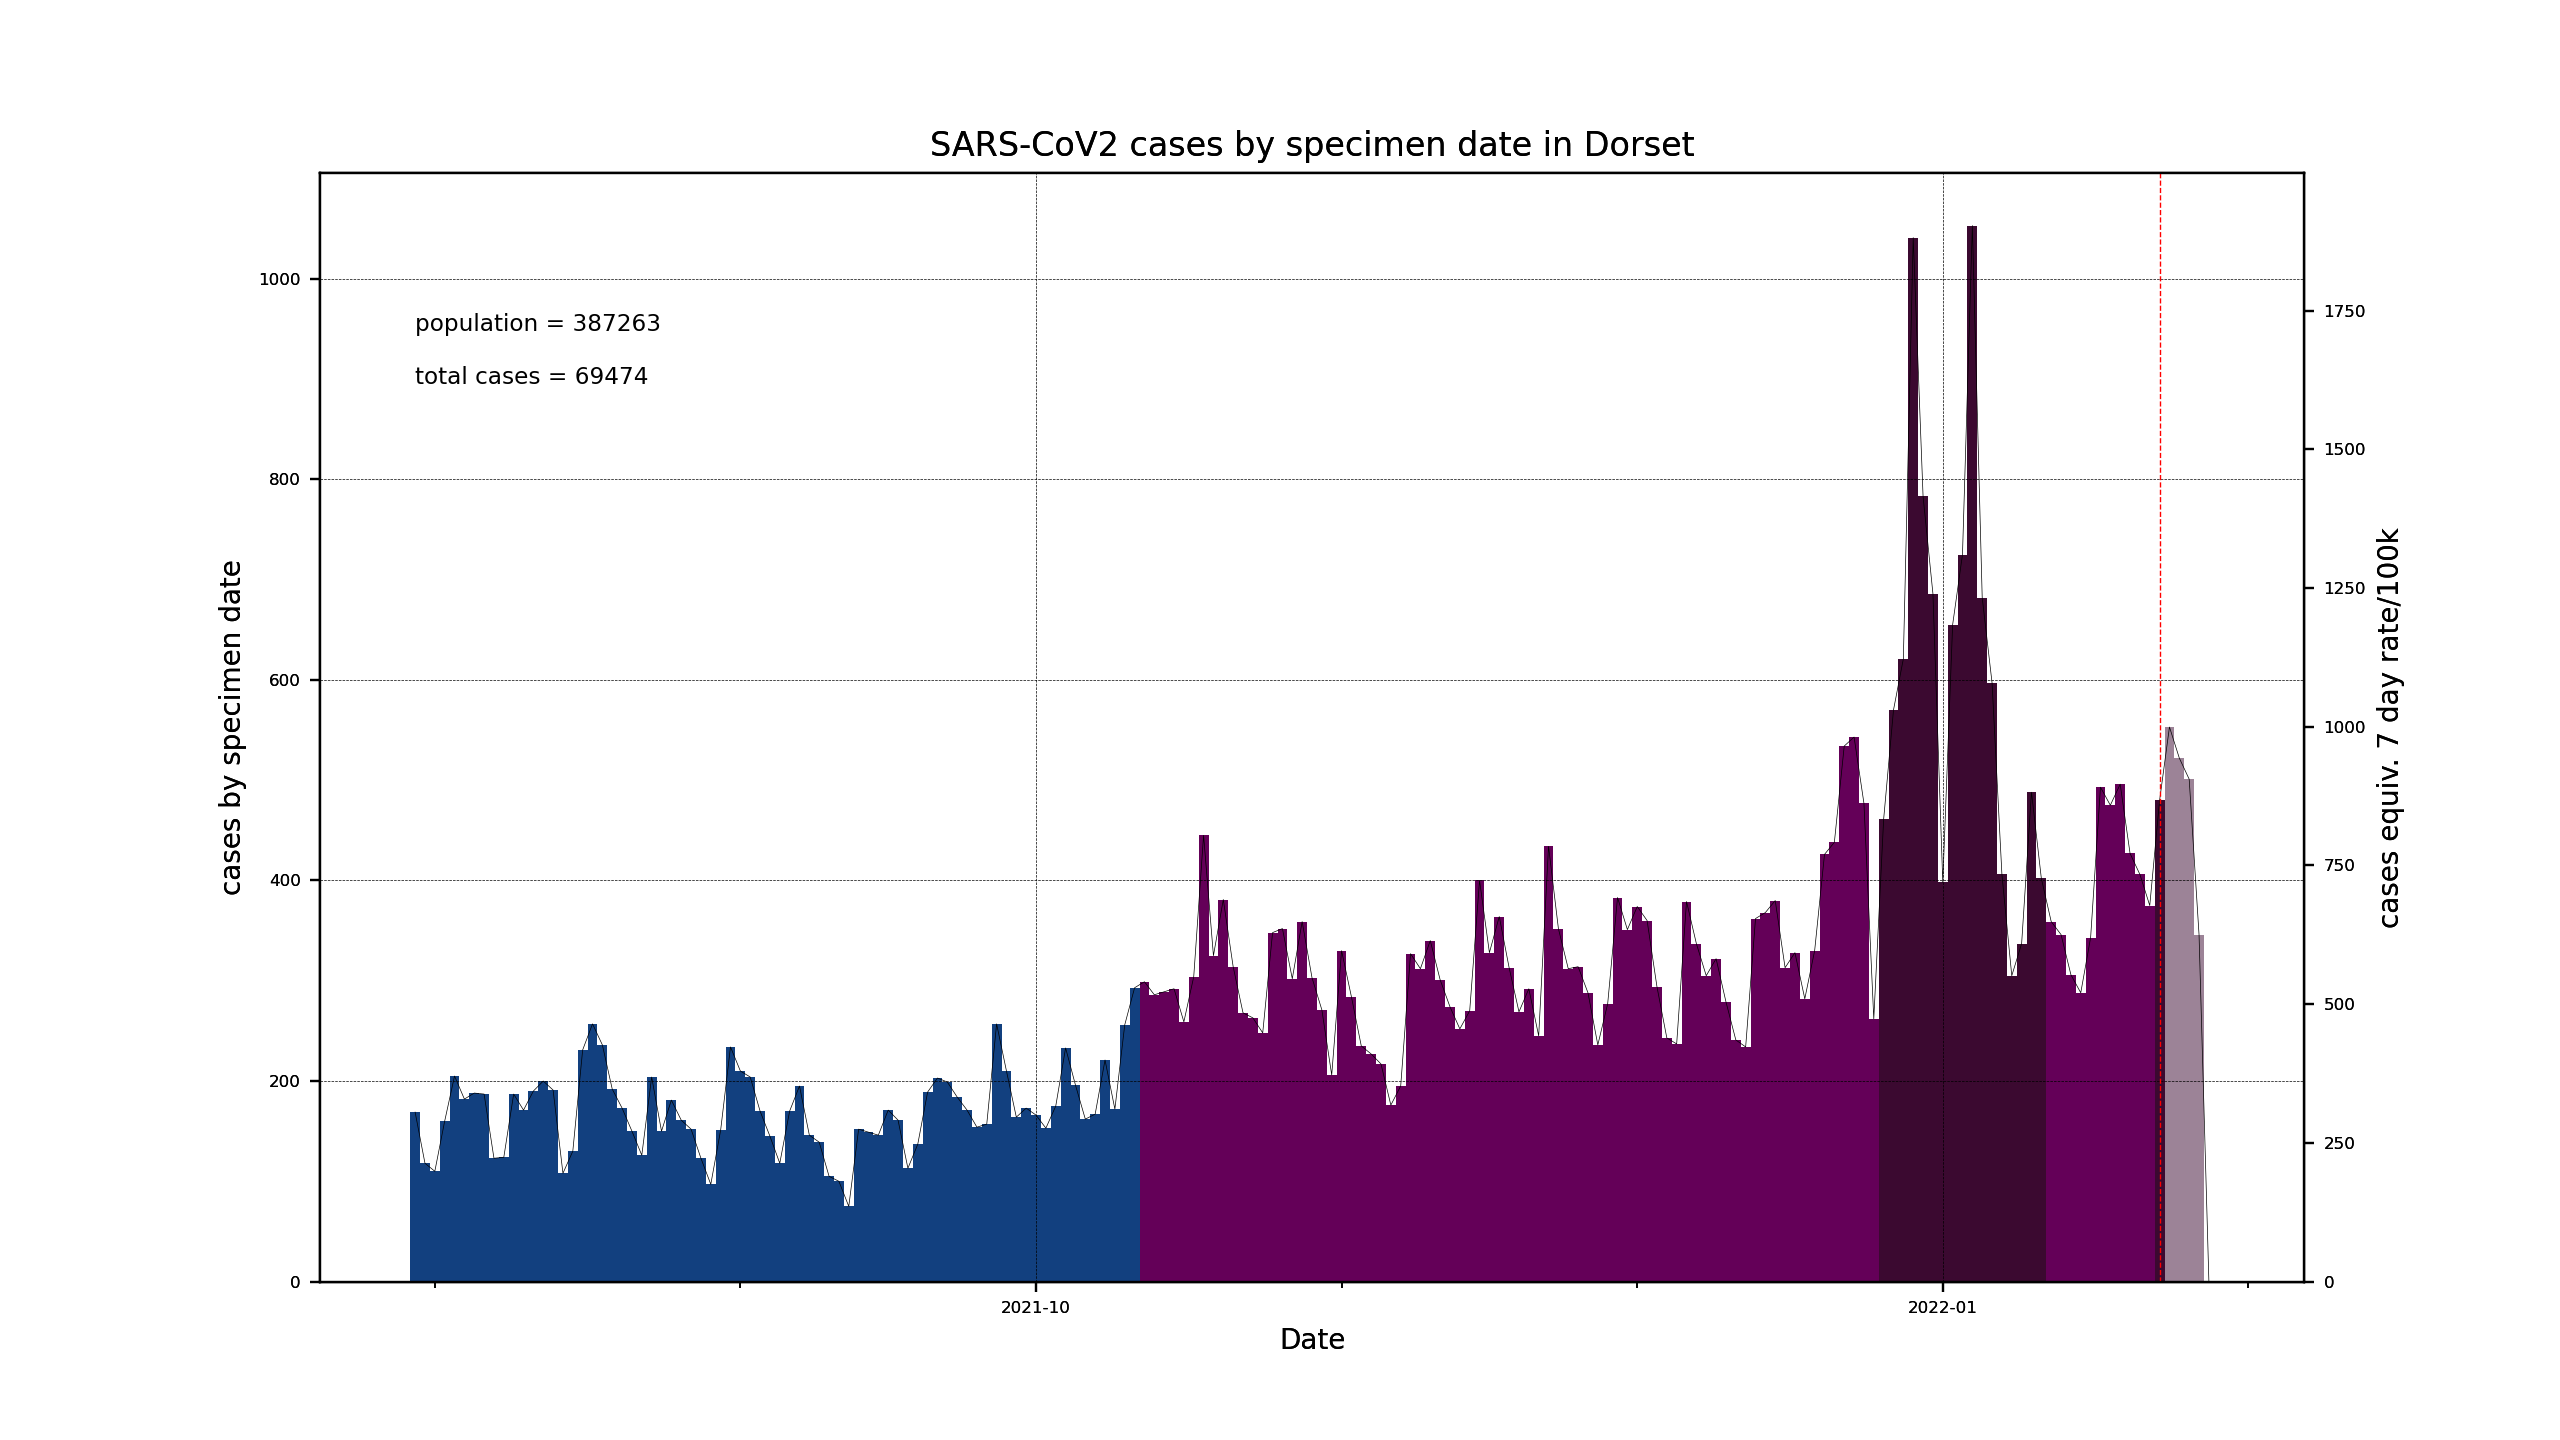 SARS-CoV2 cases by specimen date in Dorset
population = 387263
total cases = 69474
cases by specimen date
1000
800
600
400
200
0
1750
1500
1250
1000
750
500
250
0
cases equiv. 7 day rate/100k
2021-10
2022-01
Date